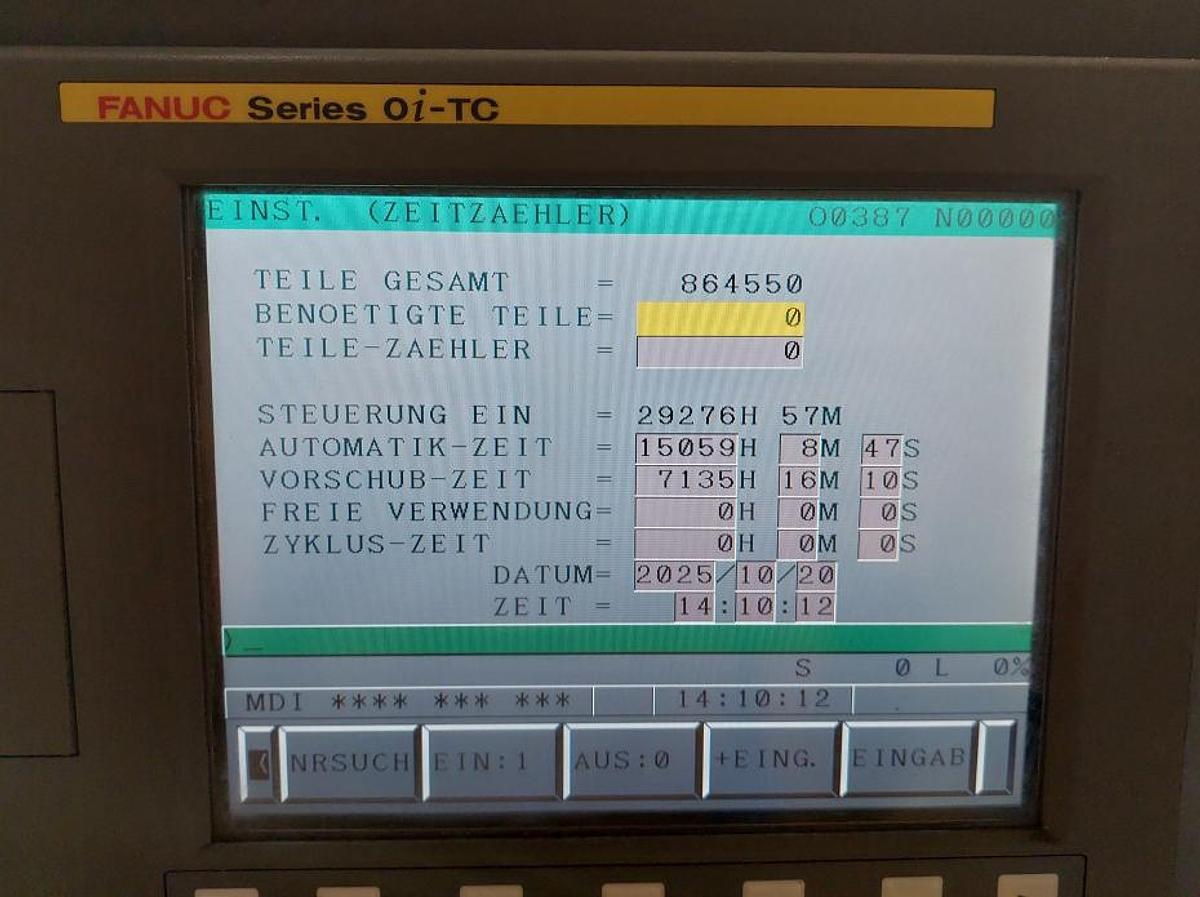 FANUC Series 0i-TC
EINST. (ZEITZAEHLER) O0387 N00000
TEILE GESAMT = 864550
BENOETIGTE TEILE= 0
TEILE-ZAEHLER = 0
STEUERUNG EIN = 29276H 57M
AUTOMATIK-ZEIT = 15059H 8M 47S
VORSCHUB-ZEIT = 7135H 16M 10S
FREIE VERWENDUNG= 0H 0M 0S
ZYKLUS-ZEIT = 0H 0M 0S
DATUM= 2025/10/20
ZEIT = 14:10:12
>_
S 0 L 0%
MDI **** *** *** 14:10:12
NRSUCH EIN:1 AUS:0 +EING. EINGAB